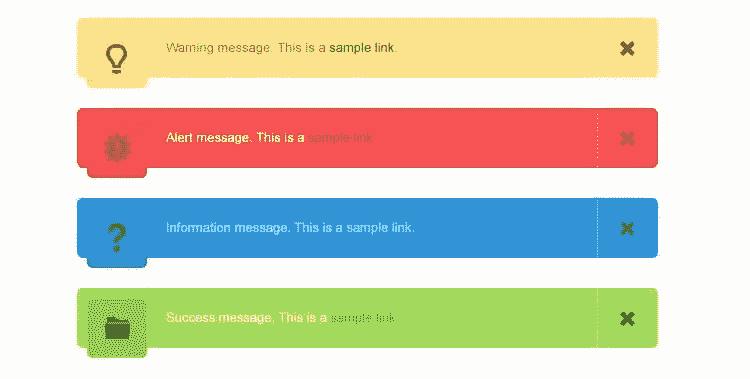 Warning message. This is a sample link.
Alert message. This is a sample link
Information message. This is a sample link.
Success message. This is a sample link